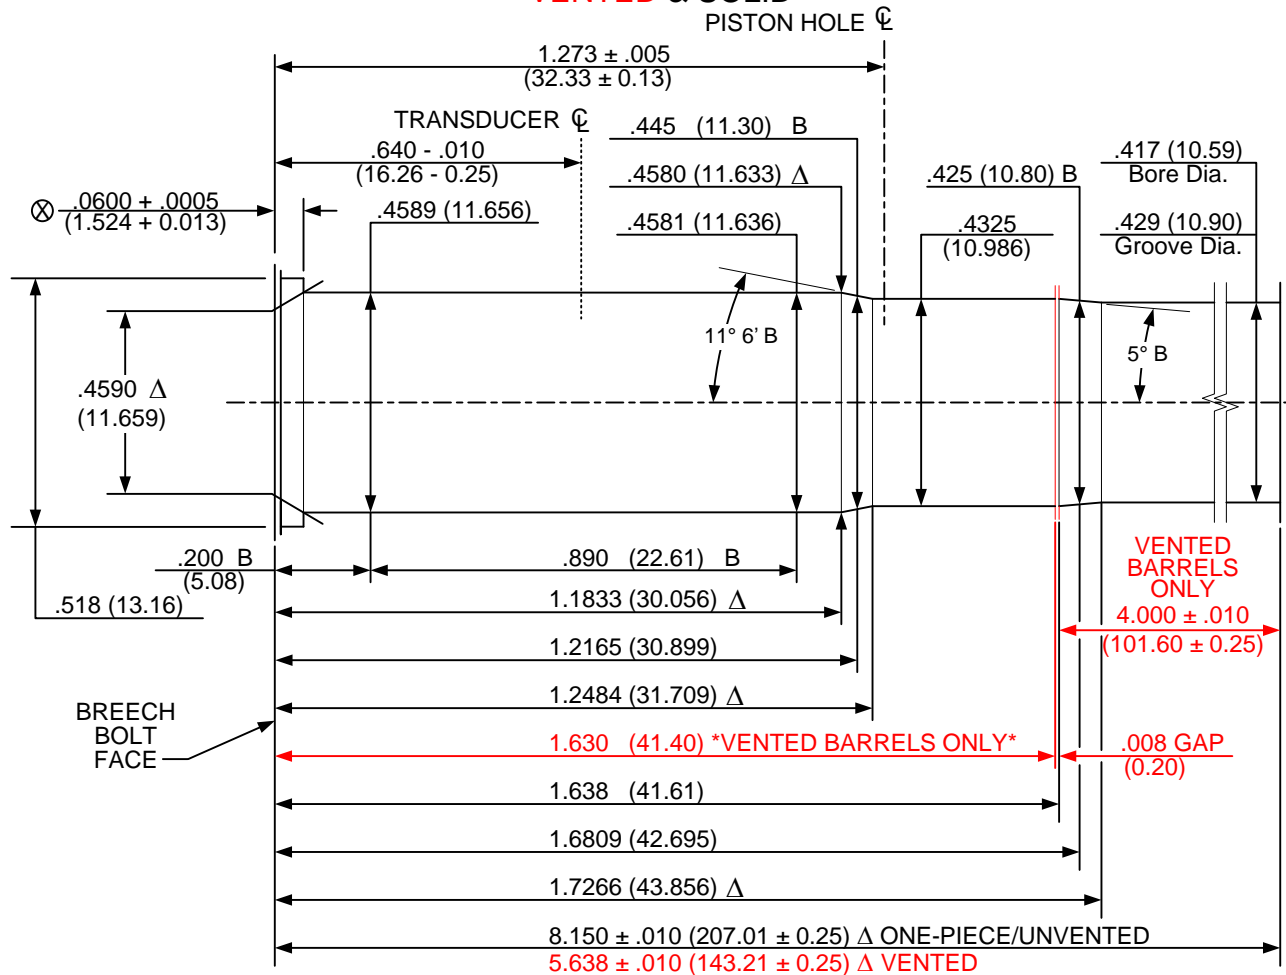 VENTED & SOLID
PISTON HOLE ℄
1.273 ± .005
(32.33 ± 0.13)
TRANSDUCER ℄
.640 - .010
(16.26 - 0.25)
.445 (11.30) B
.4580 (11.633) Δ
.4581 (11.636)
.425 (10.80) B
.4325
(10.986)
.417 (10.59)
Bore Dia.
.429 (10.90)
Groove Dia.
⊗ .0600 + .0005
(1.524 + 0.013)
.4589 (11.656)
11° 6' B
5° B
.4590 Δ
(11.659)
.200 B
(5.08)
.890 (22.61) B
.518 (13.16)
1.1833 (30.056) Δ
VENTED
BARRELS
ONLY
4.000 ± .010
(101.60 ± 0.25)
1.2165 (30.899)
1.2484 (31.709) Δ
BREECH
BOLT
FACE
1.630 (41.40) *VENTED BARRELS ONLY*
.008 GAP
(0.20)
1.638 (41.61)
1.6809 (42.695)
1.7266 (43.856) Δ
8.150 ± .010 (207.01 ± 0.25) Δ ONE-PIECE/UNVENTED
5.638 ± .010 (143.21 ± 0.25) Δ VENTED